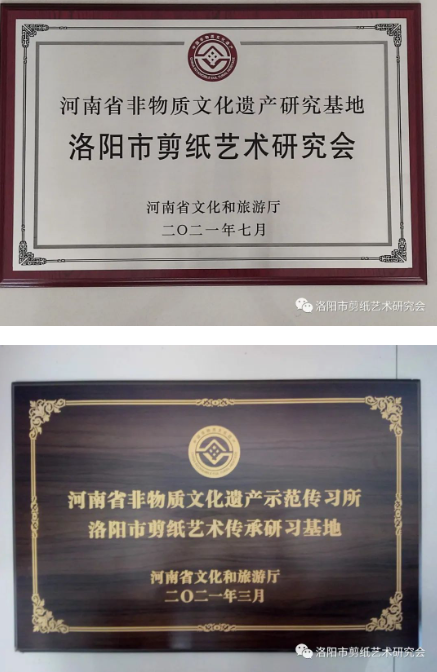 河南省非物质文化遗产研究基地
洛阳市剪纸艺术研究会
河南省文化和旅游厅
二〇二一年七月
洛阳市剪纸艺术研究会
河南省非物质文化遗产示范传习所
洛阳市剪纸艺术传承研习基地
河南省文化和旅游厅
二〇二一年三月
洛阳市剪纸艺术研究会